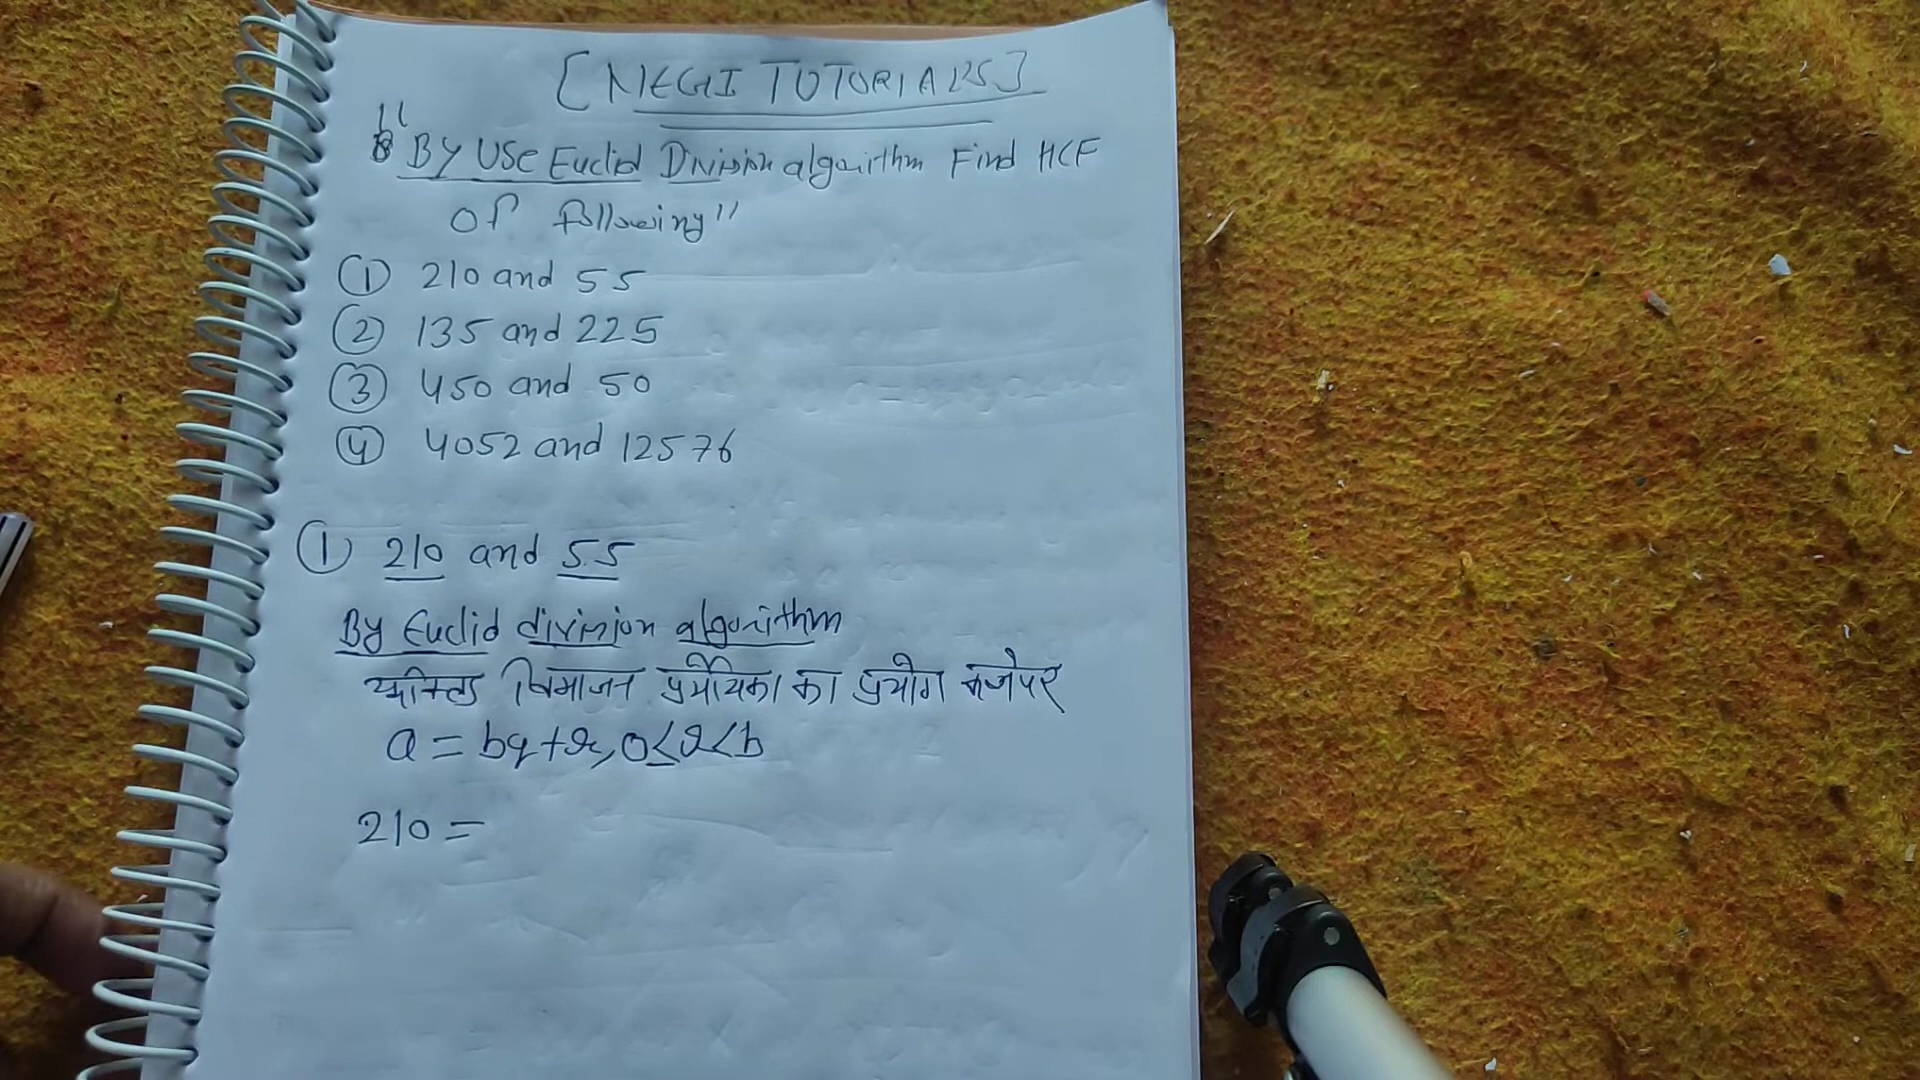 [NEGI TUTORIALS]
"By Use Euclid Division algorithm Find HCF
of following"
① 210 and 55
② 135 and 225
③ 450 and 50
④ 4052 and 12576
① 210 and 55
By Euclid division algorithm
विभाजन प्रमेयिका का प्रयोग
a = bq + r, 0 ≤ r < b
210 =